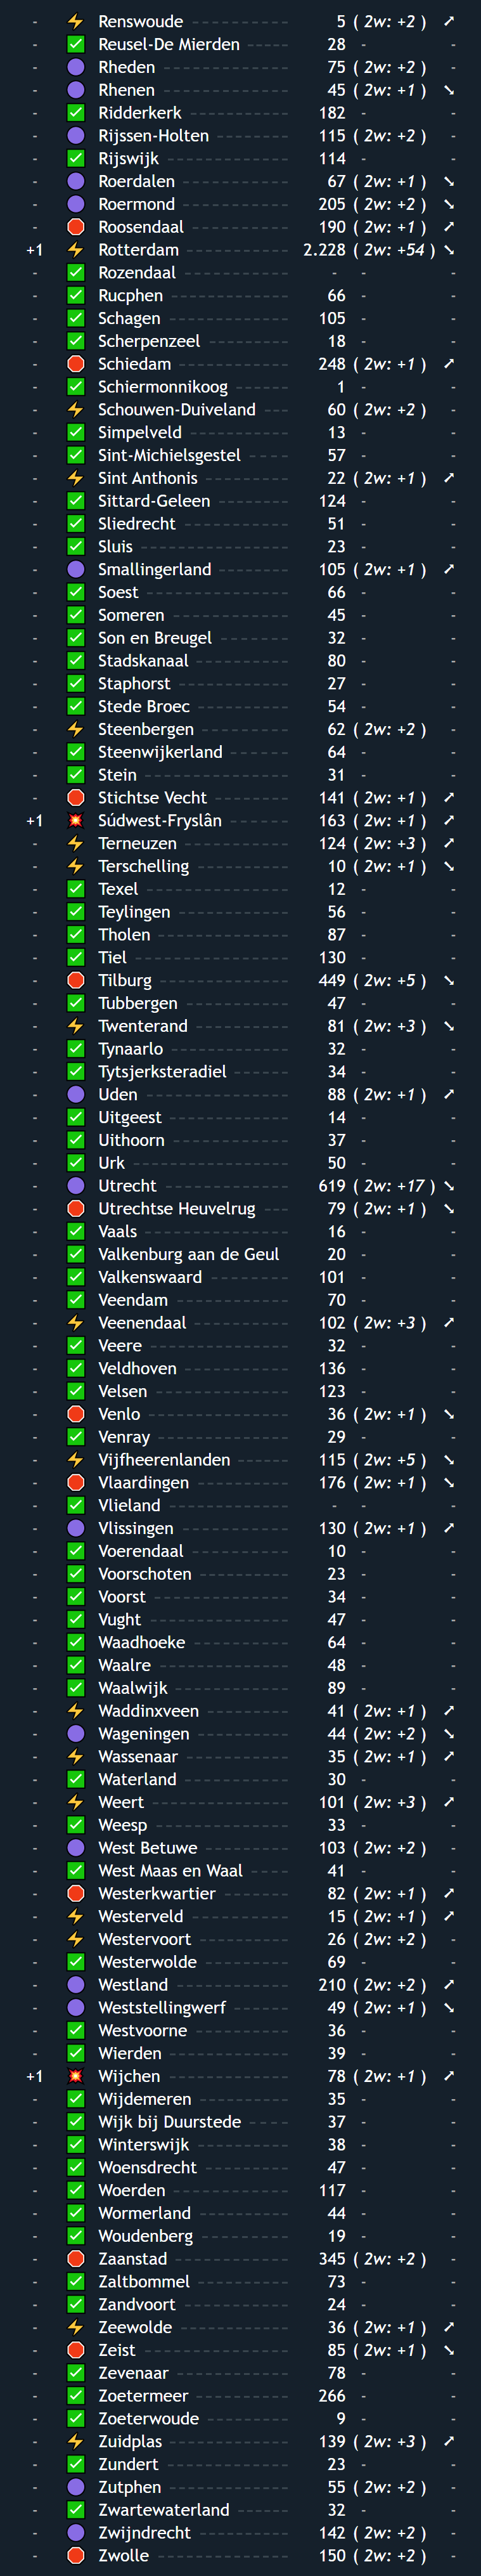 - ⚡ Renswoude 5 ( 2w: +2 ) ↗
- ✅ Reusel-De Mierden 28 - -
- 🟣 Rheden 75 ( 2w: +2 ) -
- 🟣 Rhenen 45 ( 2w: +1 ) ↘
- ✅ Ridderkerk 182 - -
- 🟣 Rijssen-Holten 115 ( 2w: +2 ) -
- ✅ Rijswijk 114 - -
- 🟣 Roerdalen 67 ( 2w: +1 ) ↘
- 🟣 Roermond 205 ( 2w: +2 ) ↘
- 🛑 Roosendaal 190 ( 2w: +1 ) ↗
+1 ⚡ Rotterdam 2.228 ( 2w: +54 ) ↘
- ✅ Rozendaal - - -
- ✅ Rucphen 66 - -
- ✅ Schagen 105 - -
- ✅ Scherpenzeel 18 - -
- 🛑 Schiedam 248 ( 2w: +1 ) ↗
- ✅ Schiermonnikoog 1 - -
- ⚡ Schouwen-Duiveland 60 ( 2w: +2 ) -
- ✅ Simpelveld 13 - -
- ✅ Sint-Michielsgestel 57 - -
- ⚡ Sint Anthonis 22 ( 2w: +1 ) ↗
- ✅ Sittard-Geleen 124 - -
- ✅ Sliedrecht 51 - -
- ✅ Sluis 23 - -
- 🟣 Smallingerland 105 ( 2w: +1 ) ↗
- ✅ Soest 66 - -
- ✅ Someren 45 - -
- ✅ Son en Breugel 32 - -
- ✅ Stadskanaal 80 - -
- ✅ Staphorst 27 - -
- ✅ Stede Broec 54 - -
- ⚡ Steenbergen 62 ( 2w: +2 ) -
- ✅ Steenwijkerland 64 - -
- ✅ Stein 31 - -
- 🛑 Stichtse Vecht 141 ( 2w: +1 ) ↗
+1 💥 Súdwest-Fryslân 163 ( 2w: +1 ) ↗
- ⚡ Terneuzen 124 ( 2w: +3 ) ↗
- ⚡ Terschelling 10 ( 2w: +1 ) ↘
- ✅ Texel 12 - -
- ✅ Teylingen 56 - -
- ✅ Tholen 87 - -
- ✅ Tiel 130 - -
- 🛑 Tilburg 449 ( 2w: +5 ) ↘
- ✅ Tubbergen 47 - -
- ⚡ Twenterand 81 ( 2w: +3 ) ↘
- ✅ Tynaarlo 32 - -
- ✅ Tytsjerksteradiel 34 - -
- 🟣 Uden 88 ( 2w: +1 ) ↗
- ✅ Uitgeest 14 - -
- ✅ Uithoorn 37 - -
- ✅ Urk 50 - -
- 🟣 Utrecht 619 ( 2w: +17 ) ↘
- 🛑 Utrechtse Heuvelrug 79 ( 2w: +1 ) ↘
- ✅ Vaals 16 - -
- ✅ Valkenburg aan de Geul 20 - -
- ✅ Valkenswaard 101 - -
- ✅ Veendam 70 - -
- ⚡ Veenendaal 102 ( 2w: +3 ) ↗
- ✅ Veere 32 - -
- ✅ Veldhoven 136 - -
- ✅ Velsen 123 - -
- 🛑 Venlo 36 ( 2w: +1 ) ↘
- ✅ Venray 29 - -
- ⚡ Vijfheerenlanden 115 ( 2w: +5 ) ↘
- 🛑 Vlaardingen 176 ( 2w: +1 ) ↘
- ✅ Vlieland - - -
- 🟣 Vlissingen 130 ( 2w: +1 ) ↗
- ✅ Voerendaal 10 - -
- ✅ Voorschoten 23 - -
- ✅ Voorst 34 - -
- ✅ Vught 47 - -
- ✅ Waadhoeke 64 - -
- ✅ Waalre 48 - -
- ✅ Waalwijk 89 - -
- ⚡ Waddinxveen 41 ( 2w: +1 ) ↗
- 🟣 Wageningen 44 ( 2w: +2 ) ↘
- ⚡ Wassenaar 35 ( 2w: +1 ) ↗
- ✅ Waterland 30 - -
- ⚡ Weert 101 ( 2w: +3 ) ↗
- ✅ Weesp 33 - -
- 🟣 West Betuwe 103 ( 2w: +2 ) -
- ✅ West Maas en Waal 41 - -
- 🛑 Westerkwartier 82 ( 2w: +1 ) ↗
- ⚡ Westerveld 15 ( 2w: +1 ) ↗
- ⚡ Westervoort 26 ( 2w: +2 ) -
- ✅ Westerwolde 69 - -
- 🟣 Westland 210 ( 2w: +2 ) ↗
- 🟣 Weststellingwerf 49 ( 2w: +1 ) ↘
- ✅ Westvoorne 36 - -
- ✅ Wierden 39 - -
+1 💥 Wijchen 78 ( 2w: +1 ) ↗
- ✅ Wijdemeren 35 - -
- ✅ Wijk bij Duurstede 37 - -
- ✅ Winterswijk 38 - -
- ✅ Woensdrecht 47 - -
- ✅ Woerden 117 - -
- ✅ Wormerland 44 - -
- ✅ Woudenberg 19 - -
- 🛑 Zaanstad 345 ( 2w: +2 ) -
- ✅ Zaltbommel 73 - -
- ✅ Zandvoort 24 - -
- ⚡ Zeewolde 36 ( 2w: +1 ) ↗
- 🛑 Zeist 85 ( 2w: +1 ) ↘
- ✅ Zevenaar 78 - -
- ✅ Zoetermeer 266 - -
- ✅ Zoeterwoude 9 - -
- ⚡ Zuidplas 139 ( 2w: +3 ) ↗
- ✅ Zundert 23 - -
- 🟣 Zutphen 55 ( 2w: +2 ) -
- ✅ Zwartewaterland 32 - -
- 🟣 Zwijndrecht 142 ( 2w: +2 ) -
- 🛑 Zwolle 150 ( 2w: +2 ) -